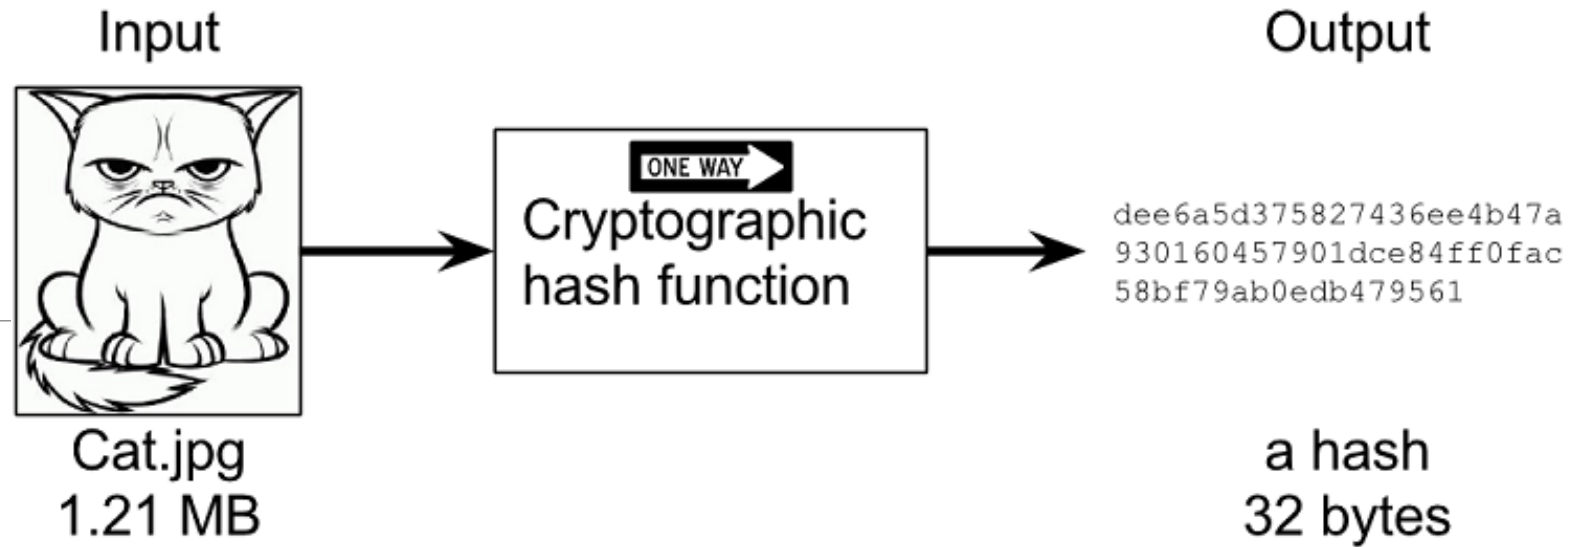 Input
Output
ONE WAY
Cryptographic
hash function
dee6a5d375827436ee4b47a
930160457901dce84ff0fac
58bf79ab0edb479561
Cat.jpg
1.21 MB
a hash
32 bytes